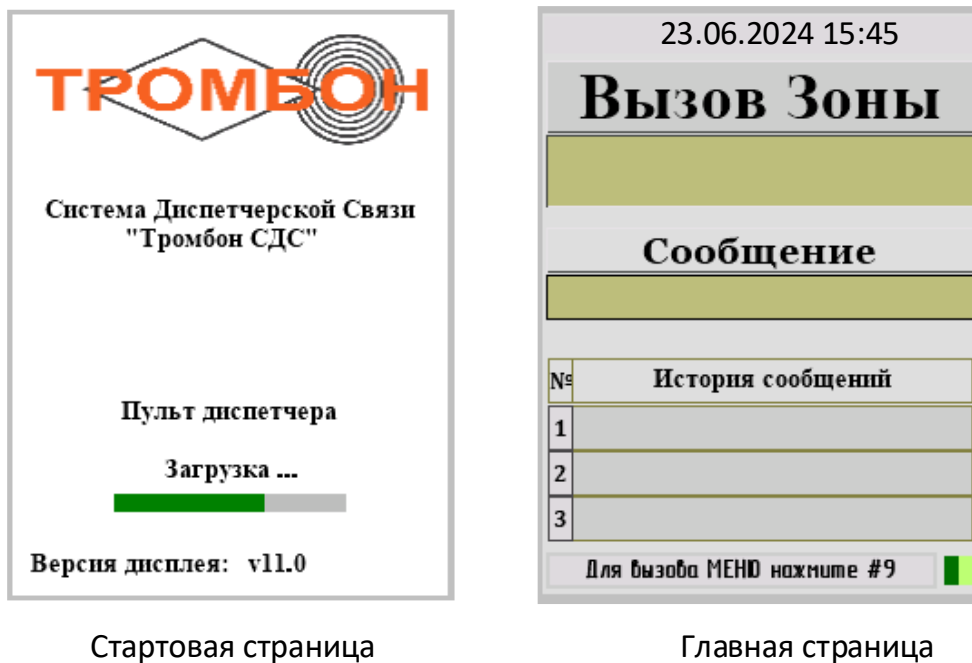 ТРОМБОН
Система Диспетчерской Связи
"Тромбон СДС"
Пульт диспетчера
Загрузка ...
Версия дисплея: v11.0
Стартовая страница
23.06.2024 15:45
Вызов Зоны
Сообщение
№ История сообщений
1
2
3
Для вызова МЕНЮ нажмите #9
Главная страница